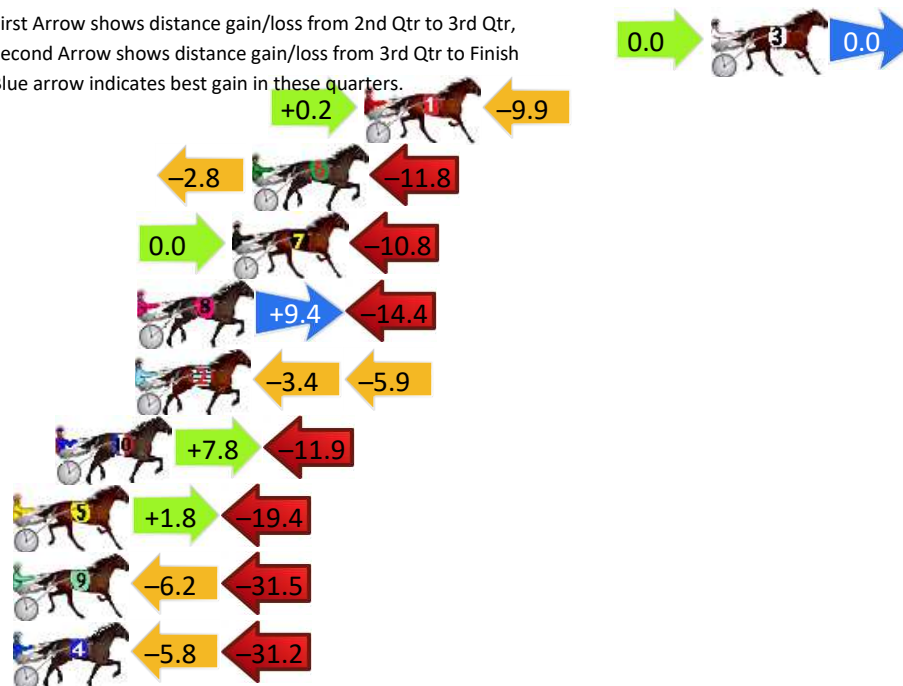 irst Arrow shows distance gain/loss from 2nd Qtr to 3rd Qtr,
econd Arrow shows distance gain/loss from 3rd Qtr to Finish
Blue arrow indicates best gain in these quarters.
0.0 3 0.0
+0.2 1 −9.9
−2.8 6 −11.8
0.0 7 −10.8
8 +9.4 −14.4
2 −3.4 −5.9
10 +7.8 −11.9
5 +1.8 −19.4
9 −6.2 −31.5
4 −5.8 −31.2